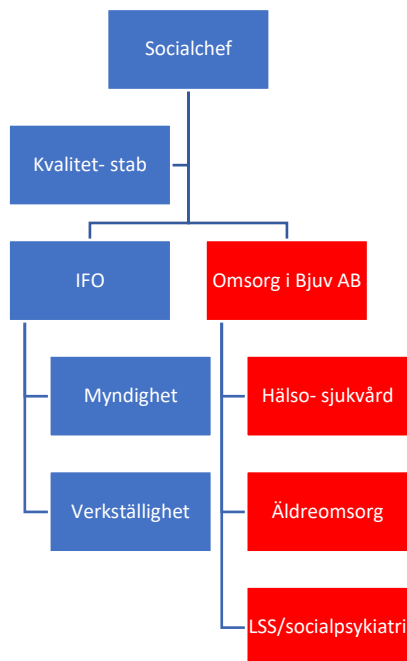 Socialchef
Kvalitet- stab
IFO
Omsorg i Bjuv AB
Myndighet
Hälso- sjukvård
Verkställighet
Äldreomsorg
LSS/socialpsykiatri